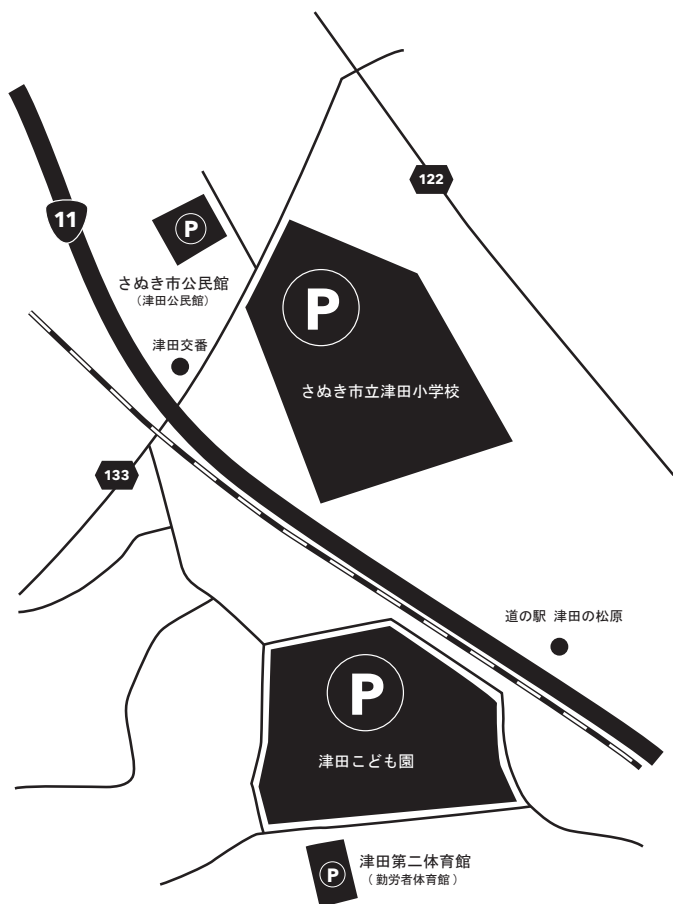 122
11
P
さぬき市公民館
（津田公民館）
P
津田交番
さぬき市立津田小学校
133
道の駅 津田の松原
P
津田こども園
津田第二体育館
（勤労者体育館）
P